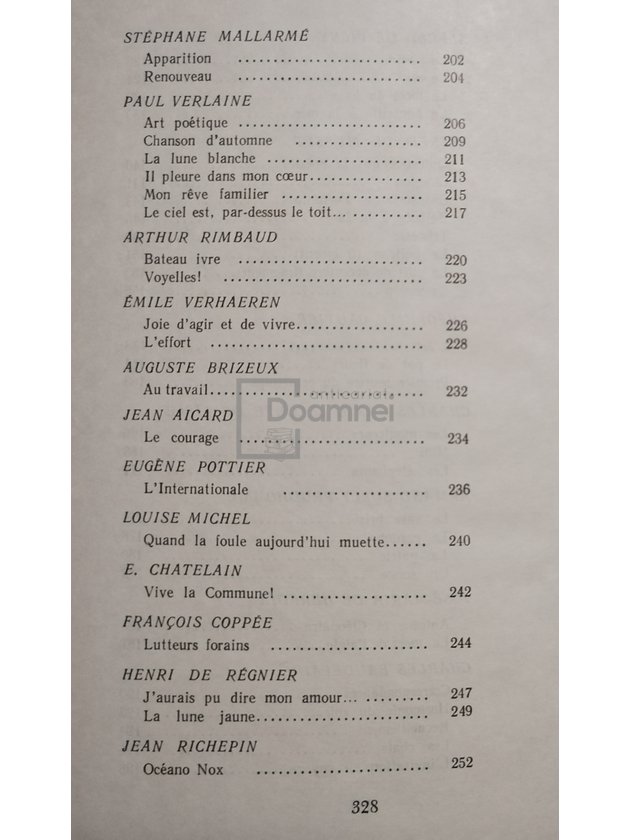 STÉPHANE MALLARMÉ
Apparition .......................... 202
Renouveau .......................... 204
PAUL VERLAINE
Art poétique .......................... 206
Chanson d'automne .................. 209
La lune blanche ...................... 211
Il pleure dans mon cœur................ 213
Mon rêve familier .................... 215
Le ciel est, par-dessus le toit... .......... 217
ARTHUR RIMBAUD
Bateau ivre .......................... 220
Voyelles! ............................ 223
ÉMILE VERHAEREN
Joie d'agir et de vivre.................. 226
L'effort .............................. 228
AUGUSTE BRIZEUX
Au travail.............................. 232
anticariat
Doamnei
JEAN AICARD
Le courage .......................... 234
EUGÈNE POTTIER
L'Internationale .................... 236
LOUISE MICHEL
Quand la foule aujourd'hui muette...... 240
E. CHATELAIN
Vive la Commune! .................... 242
FRANÇOIS COPPÉE
Lutteurs forains ...................... 244
HENRI DE RÉGNIER
J'aurais pu dire mon amour... .......... 247
La lune jaune........................ 249
JEAN RICHEPIN
Océano Nox ........................ 252
328